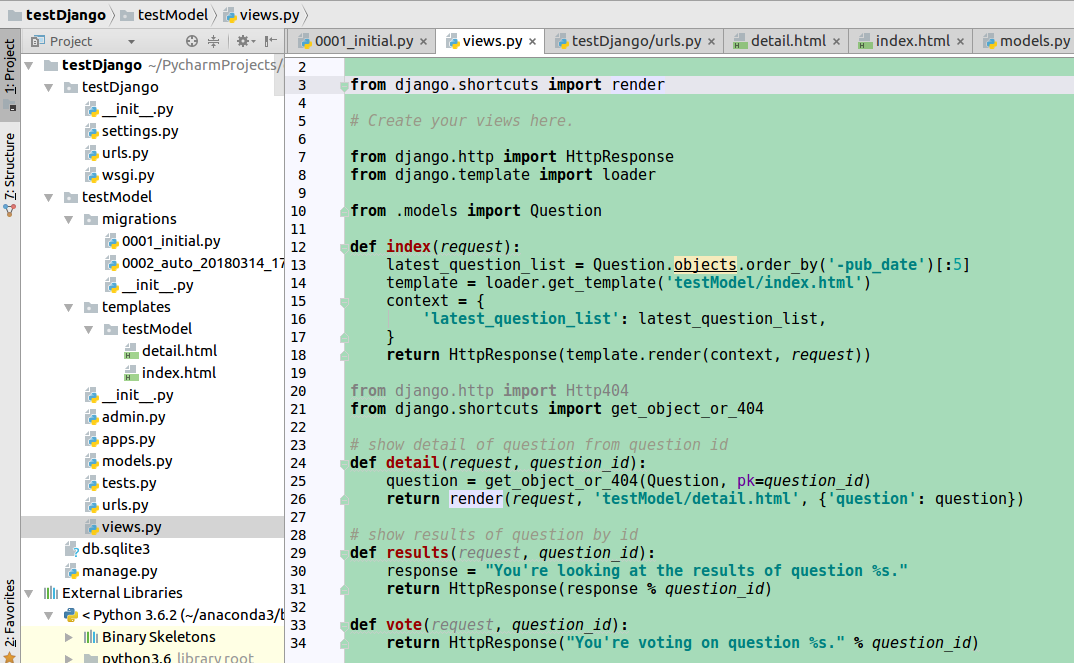 testDjango testModel views.py
1: Project
7: Structure
2: Favorites
Project
testDjango ~/PycharmProjects/
testDjango
__init__.py
settings.py
urls.py
wsgi.py
testModel
migrations
0001_initial.py
0002_auto_20180314_17
__init__.py
templates
testModel
detail.html
index.html
__init__.py
admin.py
apps.py
models.py
tests.py
urls.py
views.py
db.sqlite3
manage.py
External Libraries
< Python 3.6.2 (~/anaconda3/b
Binary Skeletons
python3.6 library root
0001_initial.py × views.py × testDjango/urls.py × detail.html × index.html × models.py
2
3 from django.shortcuts import render
4
5 # Create your views here.
6
7 from django.http import HttpResponse
8 from django.template import loader
9
10 from .models import Question
11
12 def index(request):
13     latest_question_list = Question.objects.order_by('-pub_date')[:5]
14     template = loader.get_template('testModel/index.html')
15     context = {
16         'latest_question_list': latest_question_list,
17     }
18     return HttpResponse(template.render(context, request))
19
20 from django.http import Http404
21 from django.shortcuts import get_object_or_404
22
23 # show detail of question from question id
24 def detail(request, question_id):
25     question = get_object_or_404(Question, pk=question_id)
26     return render(request, 'testModel/detail.html', {'question': question})
27
28 # show results of question by id
29 def results(request, question_id):
30     response = "You're looking at the results of question %s."
31     return HttpResponse(response % question_id)
32
33 def vote(request, question_id):
34     return HttpResponse("You're voting on question %s." % question_id)